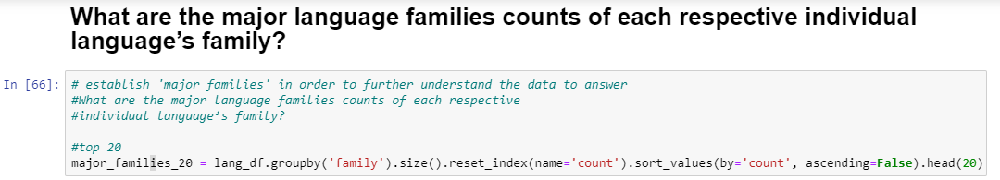 What are the major language families counts of each respective individual
language’s family?
In [66]: # establish 'major families' in order to further understand the data to answer
#What are the major language families counts of each respective
#individual language’s family?
#top 20
major_families_20 = lang_df.groupby('family').size().reset_index(name='count').sort_values(by='count', ascending=False).head(20)